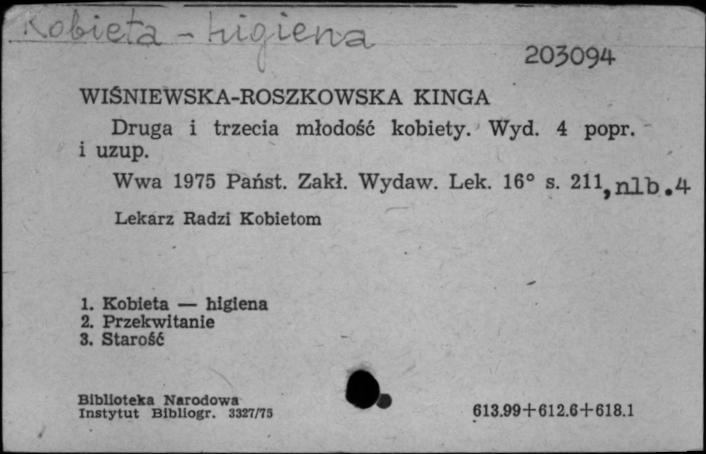 Kobieta - higiena
203094
WIŚNIEWSKA-ROSZKOWSKA KINGA
Druga i trzecia młodość kobiety. Wyd. 4 popr.
i uzup.
Wwa 1975 Państ. Zakł. Wydaw. Lek. 16° s. 211, nlb.4
Lekarz Radzi Kobietom
1. Kobieta — higiena
2. Przekwitanie
3. Starość
Biblioteka Narodowa
Instytut Bibliogr. 3327/75
613.99+612.6+618.1